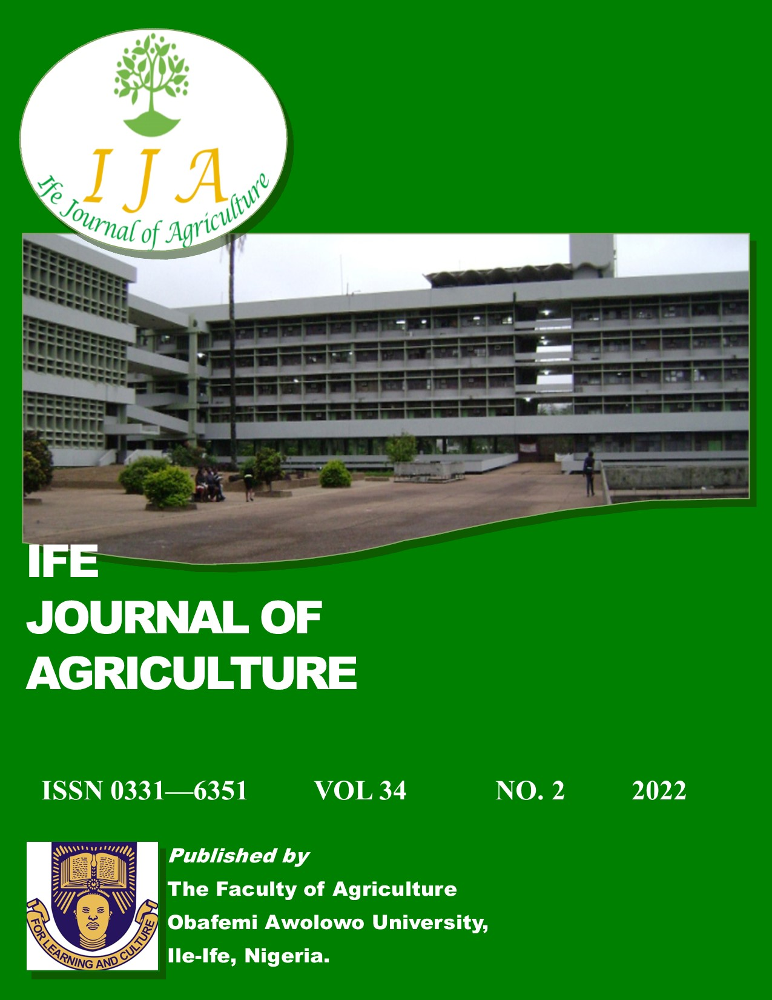 I J A
Ife Journal of Agriculture
IFE
JOURNAL OF
AGRICULTURE
ISSN 0331—6351 VOL 34 NO. 2 2022
FOR LEARNING AND CULTURE
Published by
The Faculty of Agriculture
Obafemi Awolowo University,
Ile-Ife, Nigeria.